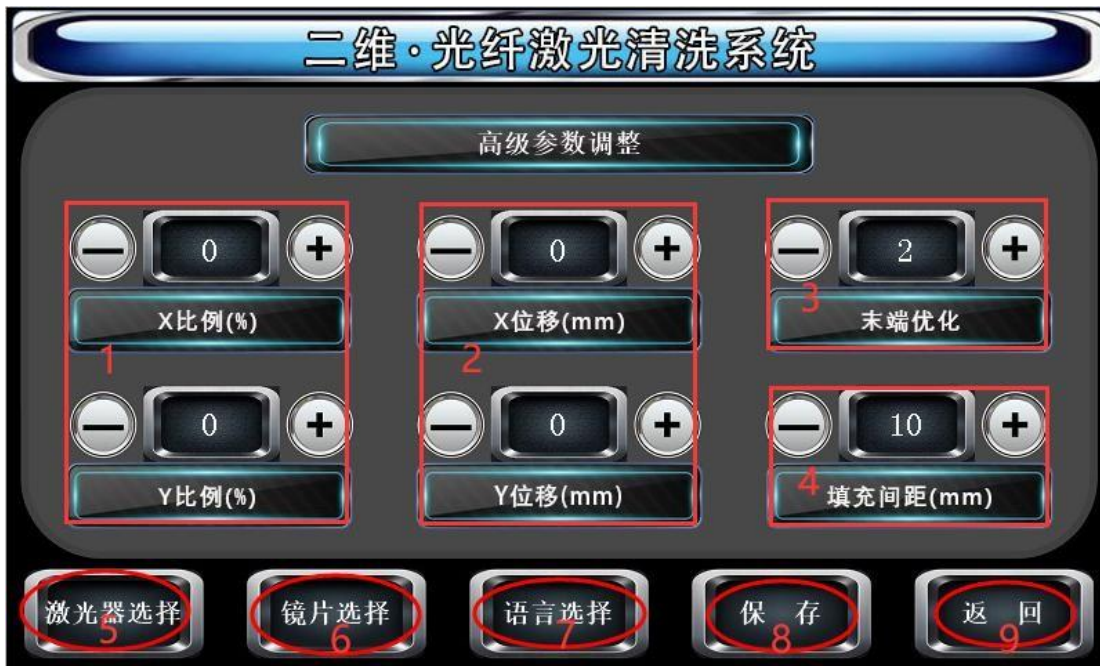 二维·光纤激光清洗系统
高级参数调整
0
0
2
X比例(%)
X位移(mm)
末端优化
1
2
3
0
0
10
Y比例(%)
Y位移(mm)
填充间距(mm)
4
激光器选择
镜片选择
语言选择
保 存
返 回
5
6
7
8
9